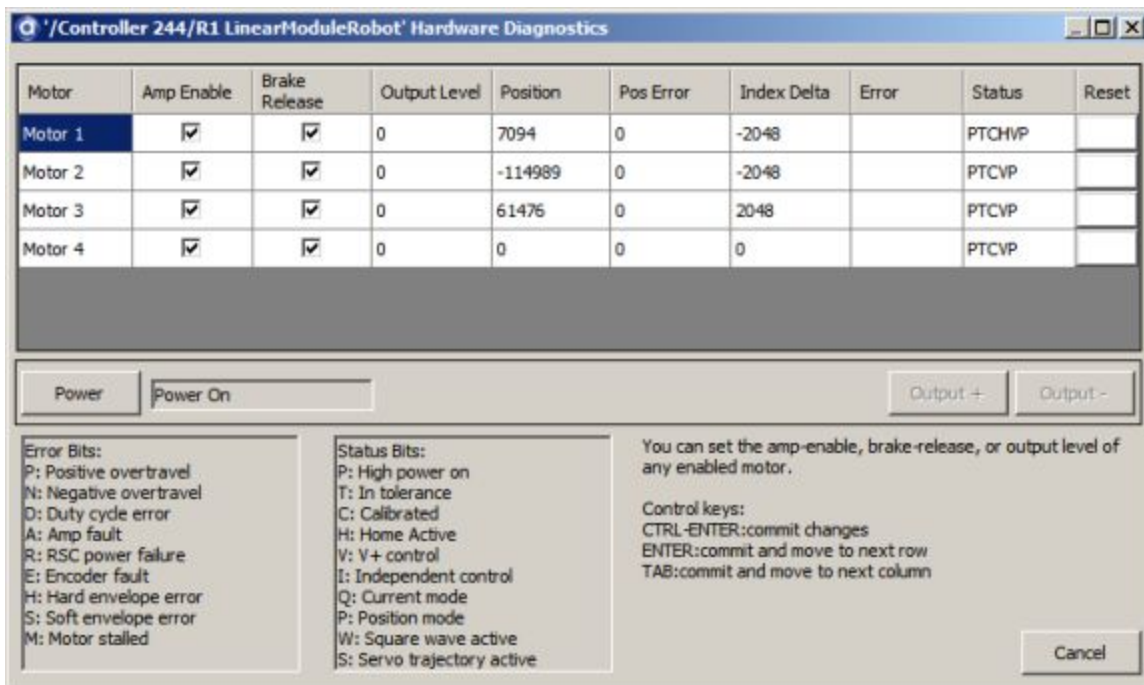 '/Controller 244/R1 LinearModuleRobot' Hardware Diagnostics
Motor Amp Enable Brake Release Output Level Position Pos Error Index Delta Error Status Reset
Motor 1 0 7094 0 -2048 PTCHVP
Motor 2 0 -114989 0 -2048 PTCVP
Motor 3 0 61476 0 2048 PTCVP
Motor 4 0 0 0 0 PTCVP
Power Power On Output + Output -
Error Bits:
P: Positive overtravel
N: Negative overtravel
D: Duty cycle error
A: Amp fault
R: RSC power failure
E: Encoder fault
H: Hard envelope error
S: Soft envelope error
M: Motor stalled
Status Bits:
P: High power on
T: In tolerance
C: Calibrated
H: Home Active
V: V+ control
I: Independent control
Q: Current mode
P: Position mode
W: Square wave active
S: Servo trajectory active
You can set the amp-enable, brake-release, or output level of
any enabled motor.
Control keys:
CTRL-ENTER:commit changes
ENTER:commit and move to next row
TAB:commit and move to next column
Cancel